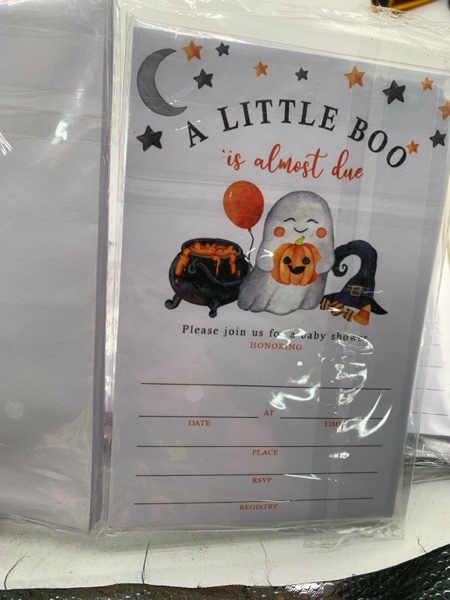 A LITTLE BOO
is almost due
Please join us for a baby shower
HONORING
AT
DATE TIME
PLACE
RSVP
REGISTRY